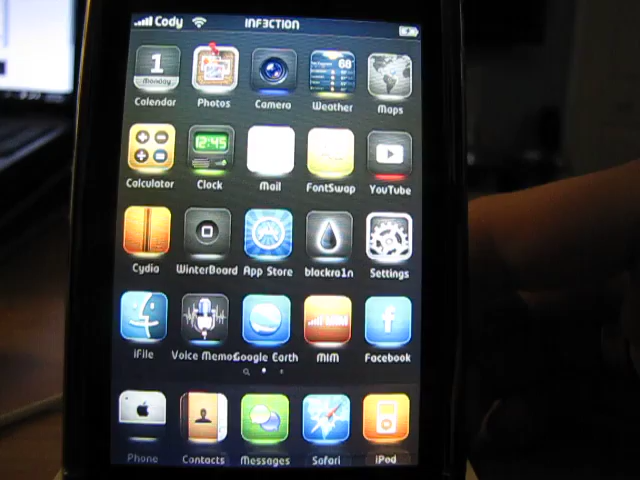 Cody INF3CTION
1
Monday
68
Calendar Photos Camera Weather Maps
12:45
Calculator Clock Mail FontSwap YouTube
Cydia WinterBoard App Store blackra1n Settings
MIM
iFile Voice Memos Google Earth MIM Facebook
Phone Contacts Messages Safari iPod